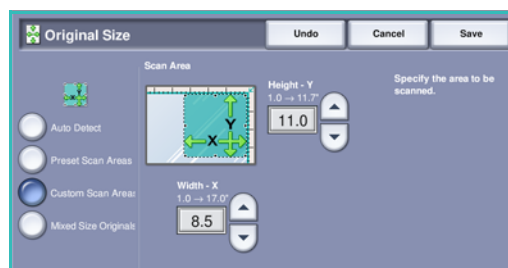 Original Size
Undo
Cancel
Save
Scan Area
Auto Detect
Preset Scan Areas
Custom Scan Areas
Mixed Size Originals
Y
X
Height - Y
1.0 → 11.7"
11.0
Width - X
1.0 → 17.0"
8.5
Specify the area to be
scanned.